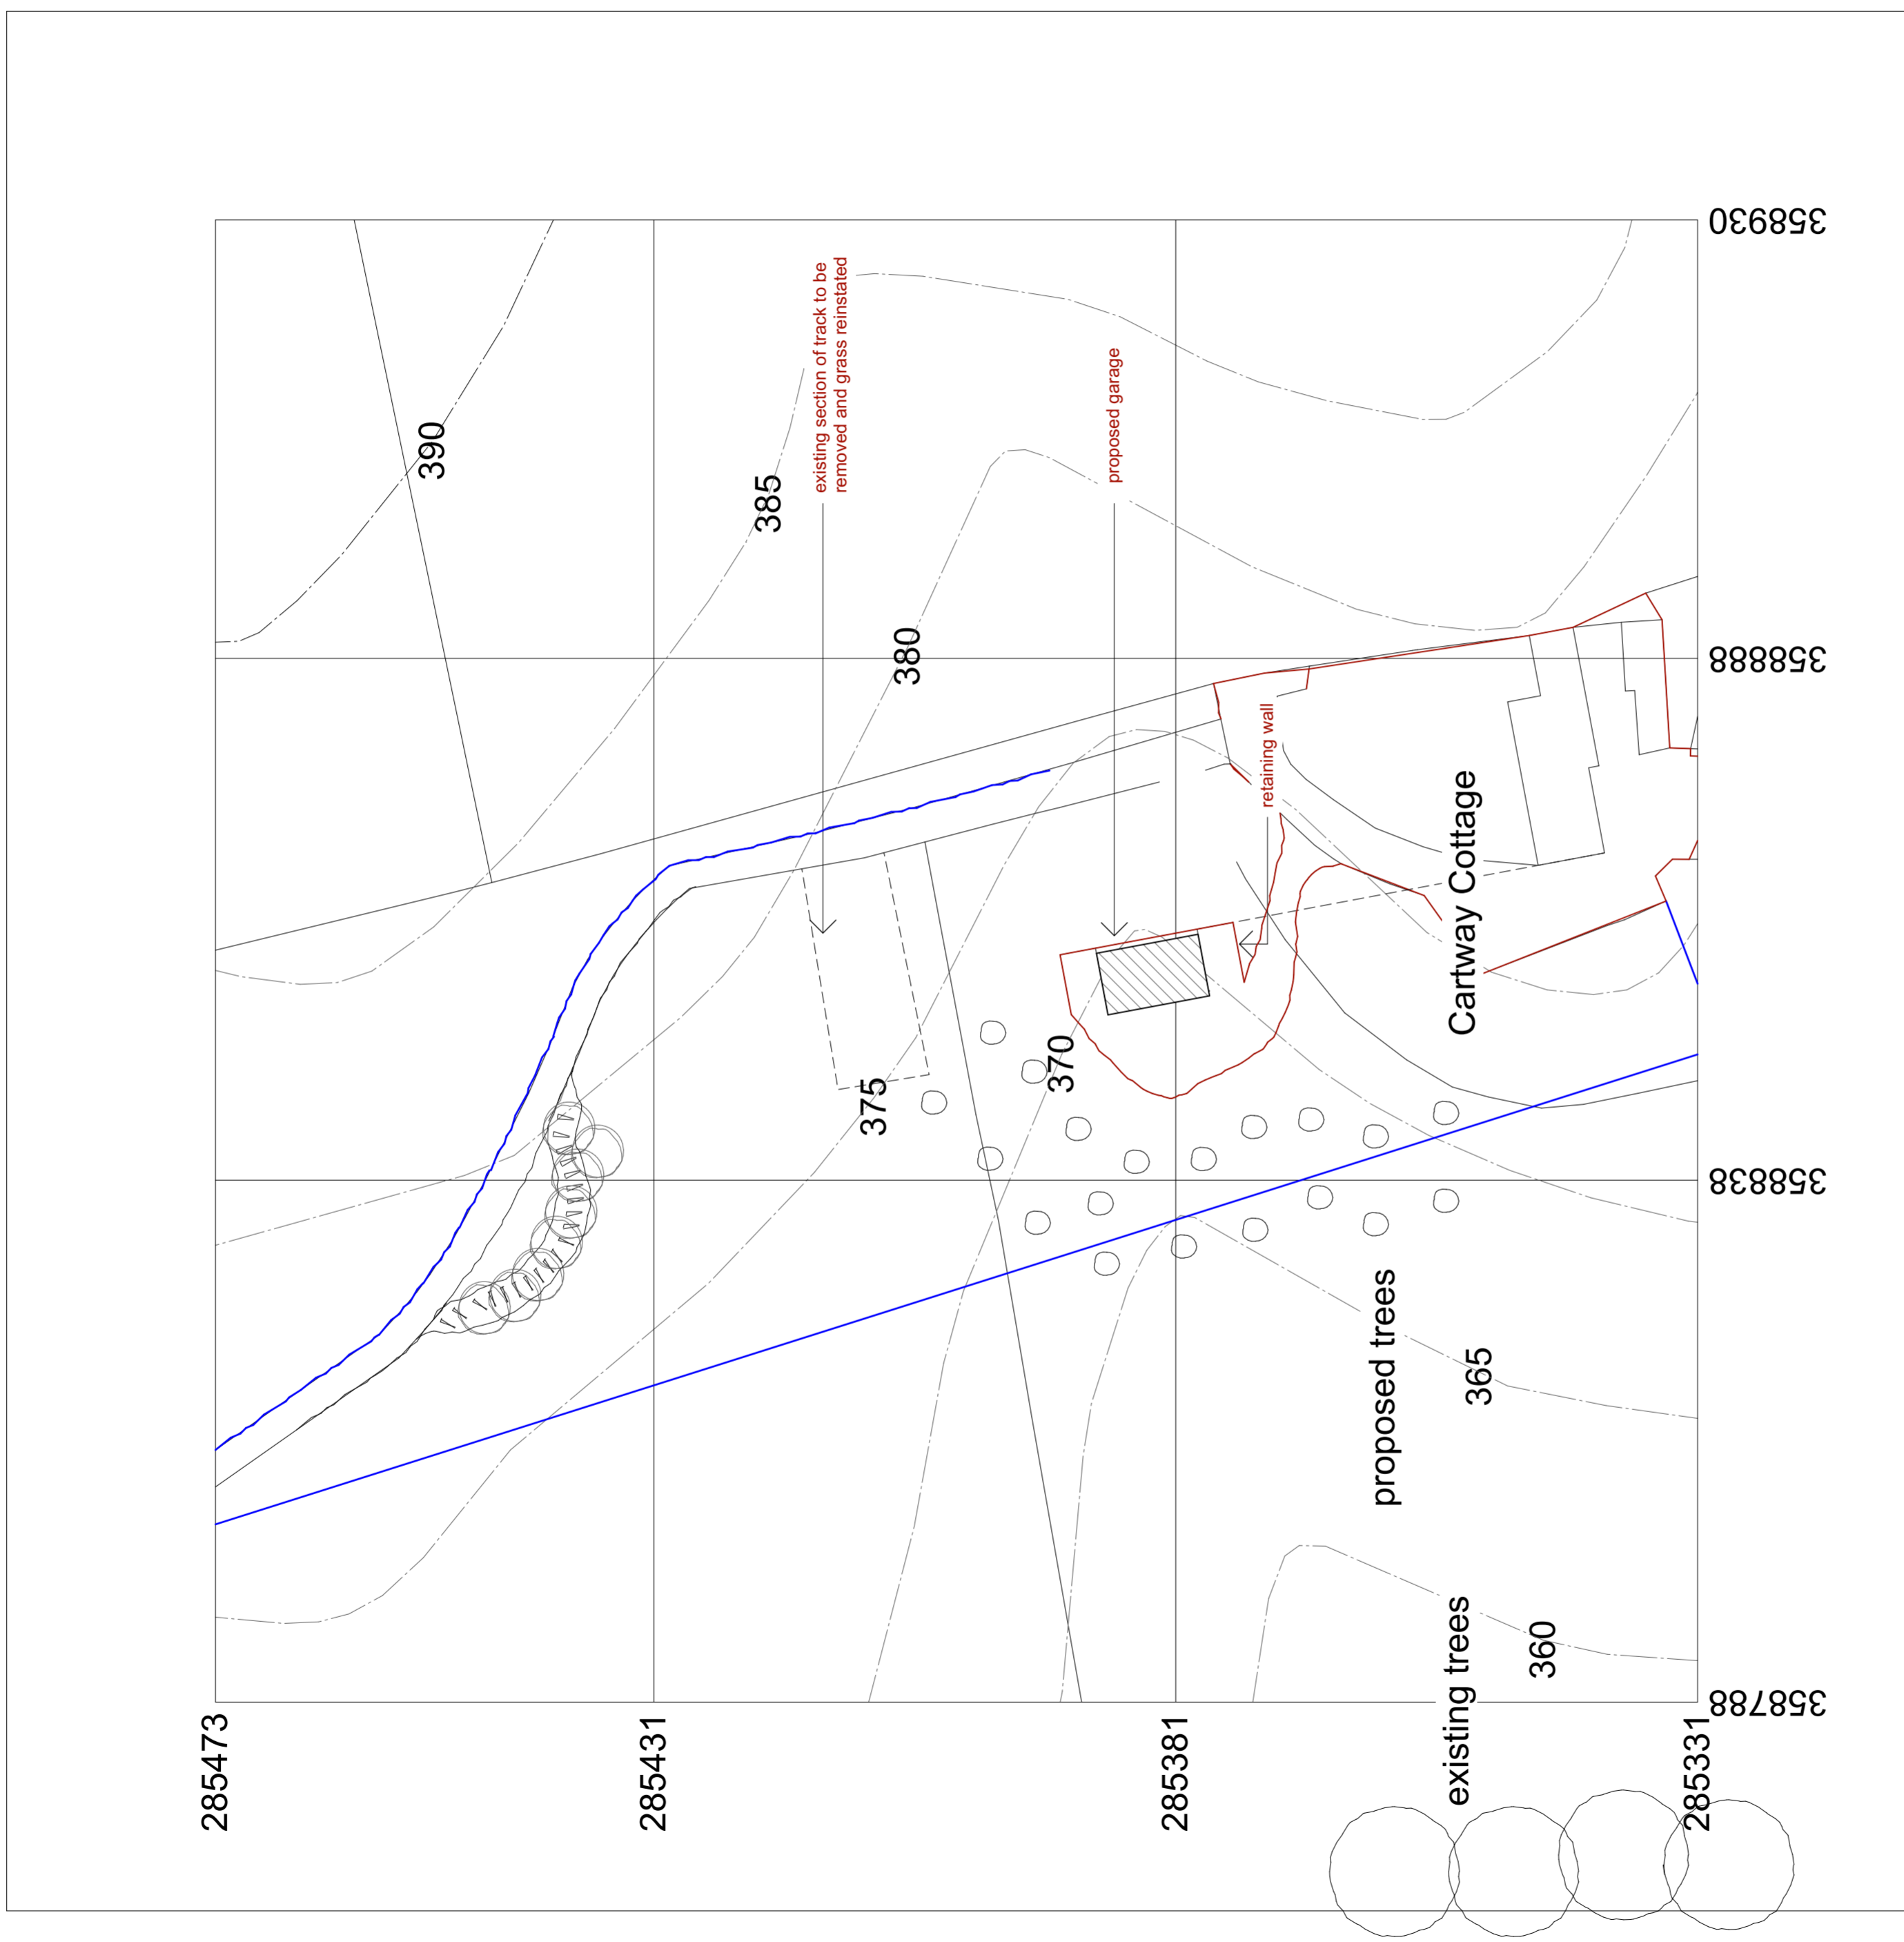 358930
358888
358838
358788
285473
285431
285381
285331
390
385
380
375
370
365
360
existing section of track to be
removed and grass reinstated
proposed garage
retaining wall
Cartway Cottage
proposed trees
existing trees